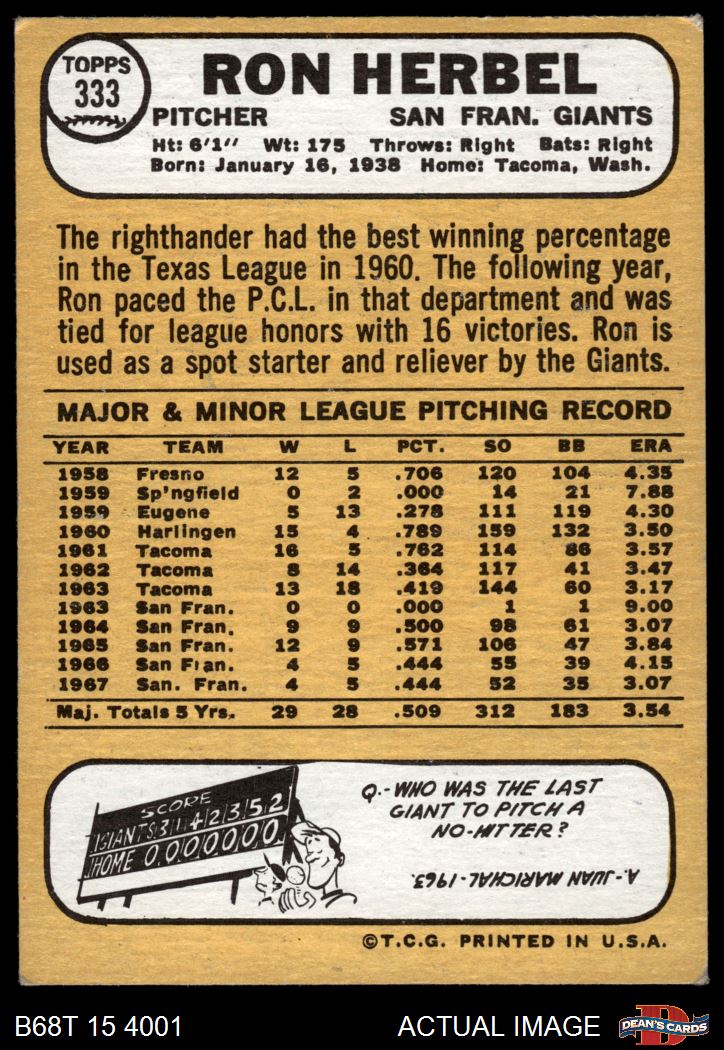 TOPPS
333
RON HERBEL
PITCHER SAN FRAN. GIANTS
Ht: 6'1" Wt: 175 Throws: Right Bats: Right
Born: January 16, 1938 Home: Tacoma, Wash.
The righthander had the best winning percentage
in the Texas League in 1960. The following year,
Ron paced the P.C.L. in that department and was
tied for league honors with 16 victories. Ron is
used as a spot starter and reliever by the Giants.
MAJOR & MINOR LEAGUE PITCHING RECORD
YEAR TEAM W L PCT. SO BB ERA
1958 Fresno 12 5 .706 120 104 4.35
1959 Sp'ngfield 0 2 .000 14 21 7.88
1959 Eugene 5 13 .278 111 119 4.30
1960 Harlingen 15 4 .789 159 132 3.50
1961 Tacoma 16 5 .762 114 86 3.57
1962 Tacoma 8 14 .364 117 41 3.47
1963 Tacoma 13 18 .419 144 60 3.17
1963 San Fran. 0 0 .000 1 1 9.00
1964 San Fran. 9 9 .500 98 61 3.07
1965 San Fran. 12 9 .571 106 47 3.84
1966 San Fran. 4 5 .444 55 39 4.15
1967 San. Fran. 4 5 .444 52 35 3.07
Maj. Totals 5 Yrs. 29 28 .509 312 183 3.54
SCORE
GIANTS 3 1 4 2 3 5 2
HOME 0 0 0 0 0 0 0
Q.- WHO WAS THE LAST
GIANT TO PITCH A
NO-HITTER?
A.- JUAN MARICHAL - 1963.
©T.C.G. PRINTED IN U.S.A.
B68T 15 4001 ACTUAL IMAGE DEAN'S CARDS